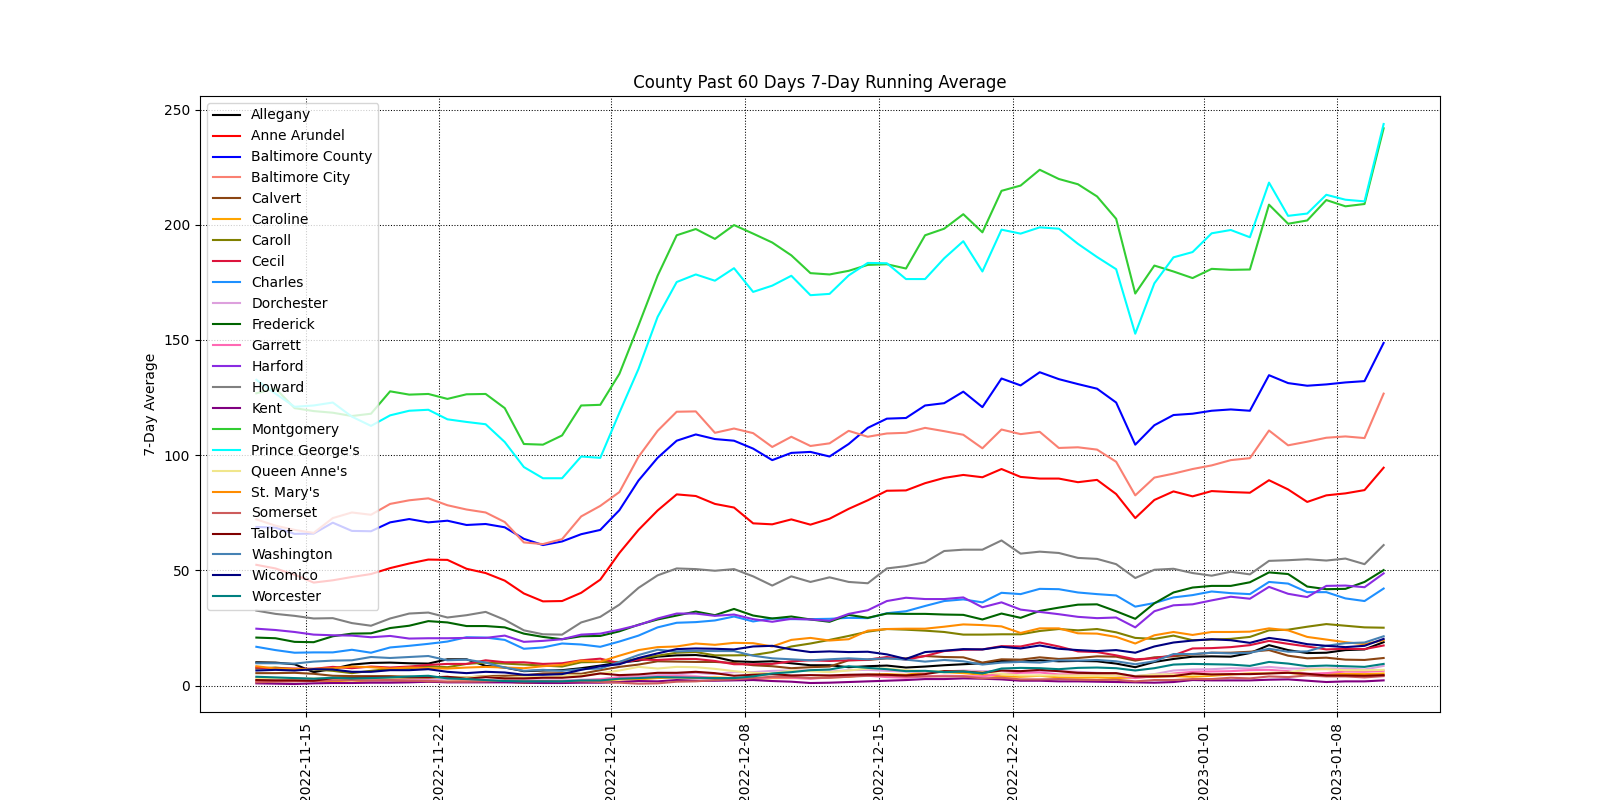 County Past 60 Days 7-Day Running Average
7-Day Average
250
200
150
100
50
0
Allegany
Anne Arundel
Baltimore County
Baltimore City
Calvert
Caroline
Caroll
Cecil
Charles
Dorchester
Frederick
Garrett
Harford
Howard
Kent
Montgomery
Prince George's
Queen Anne's
St. Mary's
Somerset
Talbot
Washington
Wicomico
Worcester
2022-11-15
2022-11-22
2022-12-01
2022-12-08
2022-12-15
2022-12-22
2023-01-01
2023-01-08